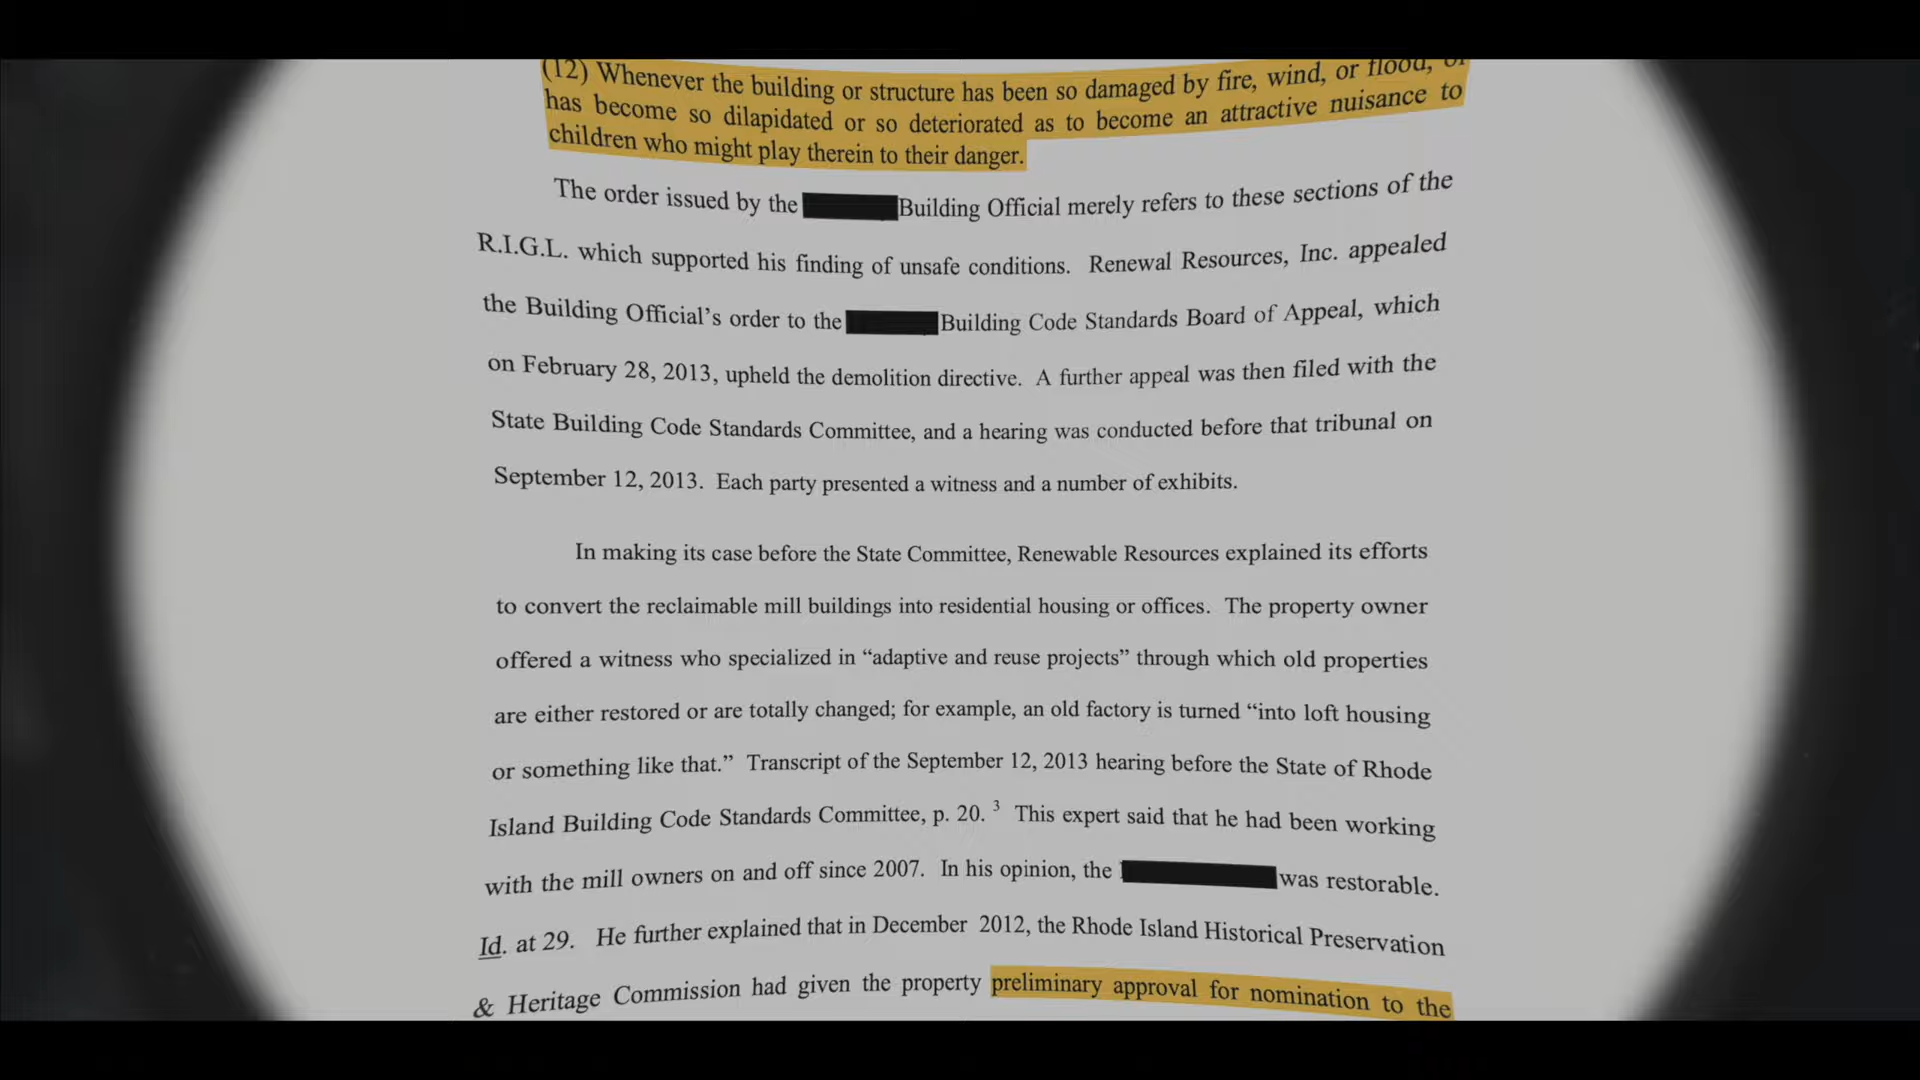 (12) Whenever the building or structure has been so damaged by fire, wind, or flood, or
has become so dilapidated or so deteriorated as to become an attractive nuisance to
children who might play therein to their danger.
The order issued by the Building Official merely refers to these sections of the
R.I.G.L. which supported his finding of unsafe conditions. Renewal Resources, Inc. appealed
the Building Official’s order to the Building Code Standards Board of Appeal, which
on February 28, 2013, upheld the demolition directive. A further appeal was then filed with the
State Building Code Standards Committee, and a hearing was conducted before that tribunal on
September 12, 2013. Each party presented a witness and a number of exhibits.
In making its case before the State Committee, Renewable Resources explained its efforts
to convert the reclaimable mill buildings into residential housing or offices. The property owner
offered a witness who specialized in “adaptive and reuse projects” through which old properties
are either restored or are totally changed; for example, an old factory is turned “into loft housing
or something like that.” Transcript of the September 12, 2013 hearing before the State of Rhode
Island Building Code Standards Committee, p. 20. 3 This expert said that he had been working
with the mill owners on and off since 2007. In his opinion, the was restorable.
Id. at 29. He further explained that in December 2012, the Rhode Island Historical Preservation
& Heritage Commission had given the property preliminary approval for nomination to the